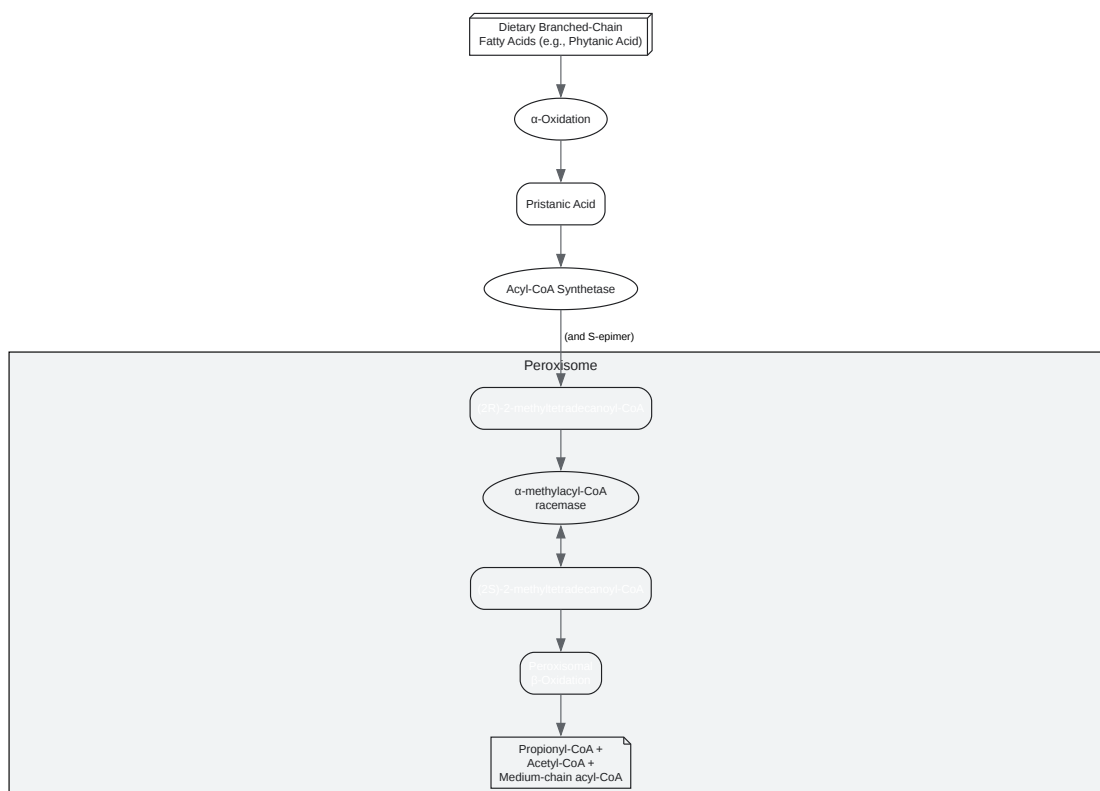 Dietary Branched-Chain
Fatty Acids (e.g., Phytanic Acid)
α-Oxidation
Pristanic Acid
Acyl-CoA Synthetase
(and S-epimer)
Peroxisome
(2R)-2-methyltetradecanoyl-CoA
α-methylacyl-CoA
racemase
(2S)-2-methyltetradecanoyl-CoA
Peroxisomal
β-Oxidation
Propionyl-CoA +
Acetyl-CoA +
Medium-chain acyl-CoA